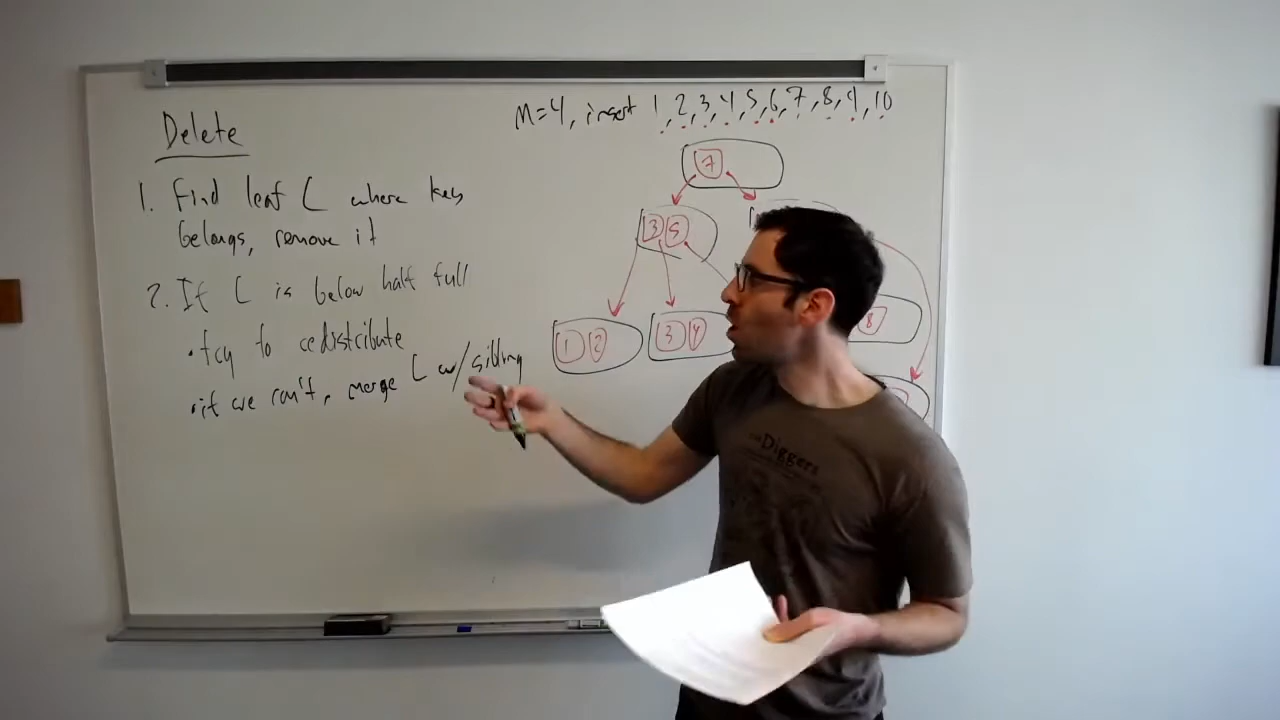 Delete
M=4, insert 1, 2, 3, 4, 5, 6, 7, 8, 9, 10
1. Find leaf L where key
belongs, remove it
2. If L is below half full
• try to redistribute
• if we can't, merge L w/sibling
7
3 5
1 2
3 4
8
Diggers